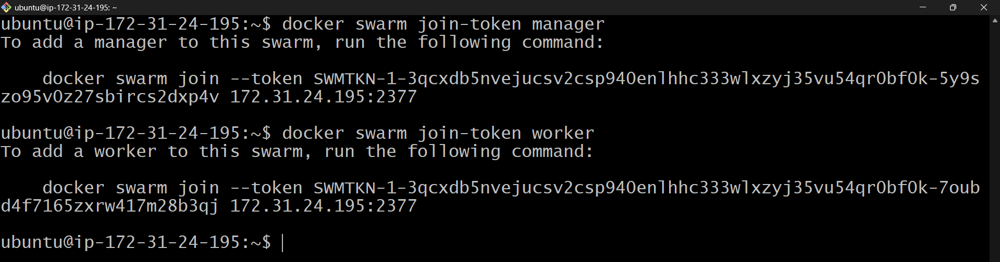 ubuntu@ip-172-31-24-195: ~
ubuntu@ip-172-31-24-195:~$ docker swarm join-token manager
To add a manager to this swarm, run the following command:
docker swarm join --token SWMTKN-1-3qcxdb5nvejucsv2csp940enlhhc333wlxzyj35vu54qr0bf0k-5y9s
zo95v0z27sbircs2dxp4v 172.31.24.195:2377
ubuntu@ip-172-31-24-195:~$ docker swarm join-token worker
To add a worker to this swarm, run the following command:
docker swarm join --token SWMTKN-1-3qcxdb5nvejucsv2csp940enlhhc333wlxzyj35vu54qr0bf0k-7oub
d4f7165zxrw417m28b3qj 172.31.24.195:2377
ubuntu@ip-172-31-24-195:~$